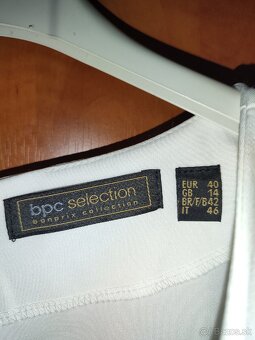 bpc selection
bonprix collection
EUR 40
GB 14
BR/F/B42
IT 46